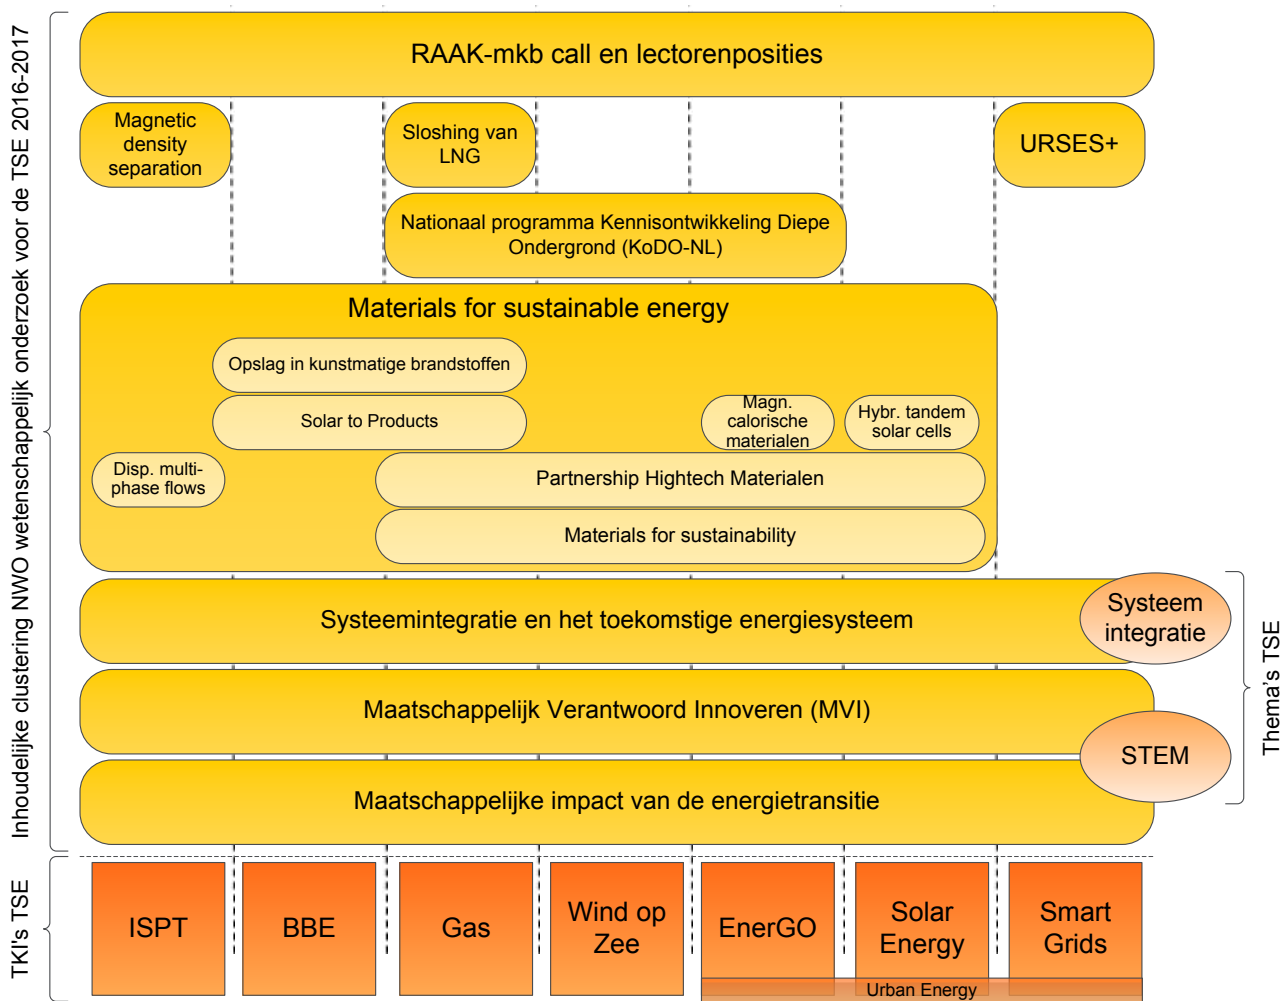 RAAK-mkb call en lectorenposities
Magnetic
density
separation
Sloshing van
LNG
URSES+
Nationaal programma Kennisontwikkeling Diepe
Ondergrond (KoDO-NL)
Materials for sustainable energy
Opslag in kunstmatige brandstoffen
Solar to Products
Magn.
calorische
materialen
Hybr. tandem
solar cells
Disp. multi-
phase flows
Partnership Hightech Materialen
Materials for sustainability
Systeemintegratie en het toekomstige energiesysteem
Systeem
integratie
Maatschappelijk Verantwoord Innoveren (MVI)
STEM
Maatschappelijke impact van de energietransitie
Inhoudelijke clustering NWO wetenschappelijk onderzoek voor de TSE 2016-2017
Thema's TSE
TKI's TSE
ISPT
BBE
Gas
Wind op
Zee
EnerGO
Solar
Energy
Smart
Grids
Urban Energy